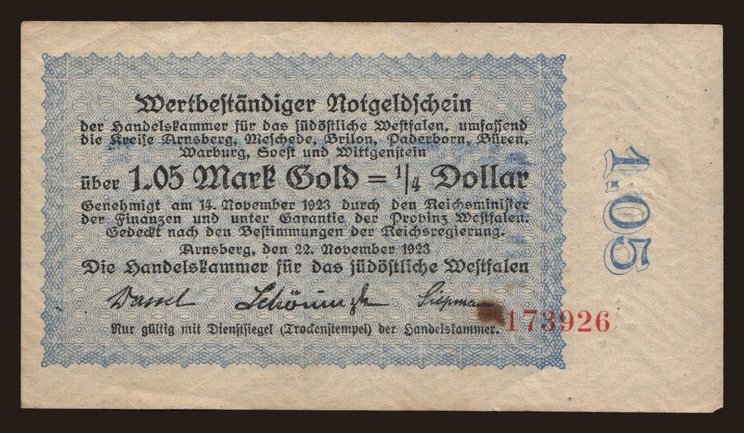 Wertbeständiger Notgeldschein
der Handelskammer für das südöstliche Westfalen, umfassend
die Kreise Arnsberg, Meschede, Brilon, Paderborn, Büren,
Warburg, Soest und Wittgenstein
über 1.05 Mark Gold = 1/4 Dollar
Genehmigt am 14. November 1923 durch den Reichsminister
der Finanzen und unter Garantie der Provinz Westfalen.
Gedeckt nach den Bestimmungen der Reichsregierung.
Arnsberg, den 22. November 1923
Die Handelskammer für das südöstliche Westfalen
Nur gültig mit Dienstsiegel (Trockenstempel) der Handelskammer.
173926
1.05